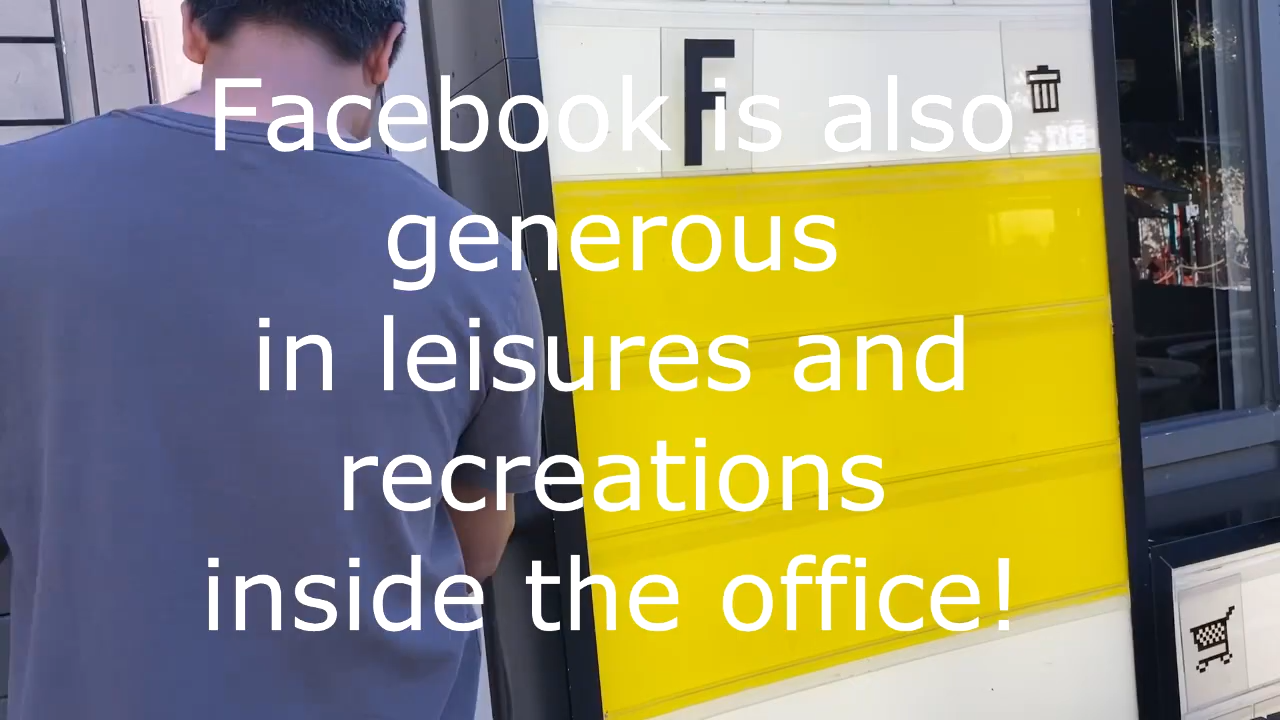 F
Facebook is also
generous
in leisures and
recreations
inside the office!